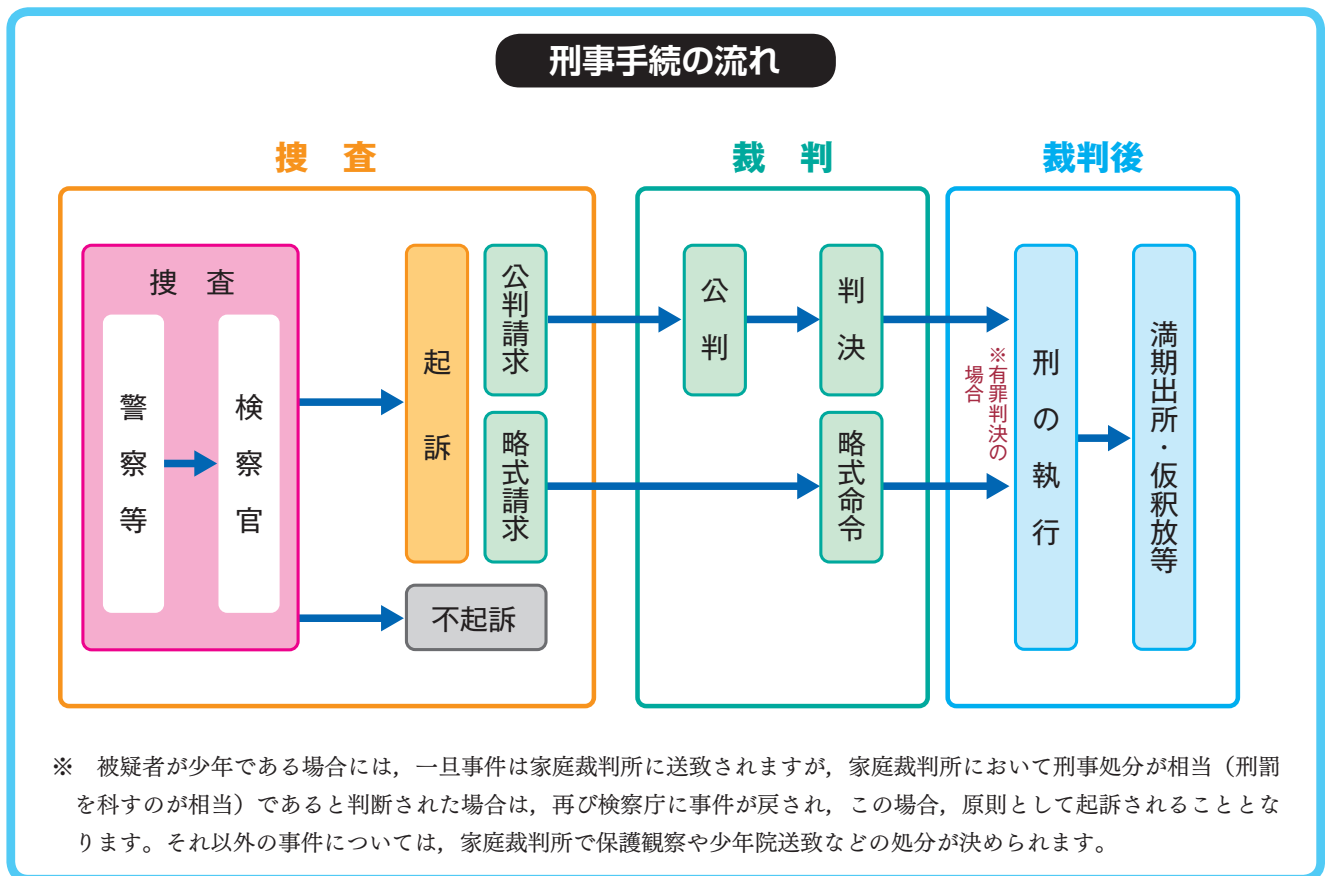 刑事手続の流れ
捜　査
裁　判
裁判後
捜　査
警察等
検察官
起訴
公判請求
略式請求
不起訴
公判
判決
略式命令
※有罪判決の
場合
刑の執行
満期出所・仮釈放等
※　被疑者が少年である場合には，一旦事件は家庭裁判所に送致されますが，家庭裁判所において刑事処分が相当（刑罰
を科すのが相当）であると判断された場合は，再び検察庁に事件が戻され，この場合，原則として起訴されることとな
ります。それ以外の事件については，家庭裁判所で保護観察や少年院送致などの処分が決められます。